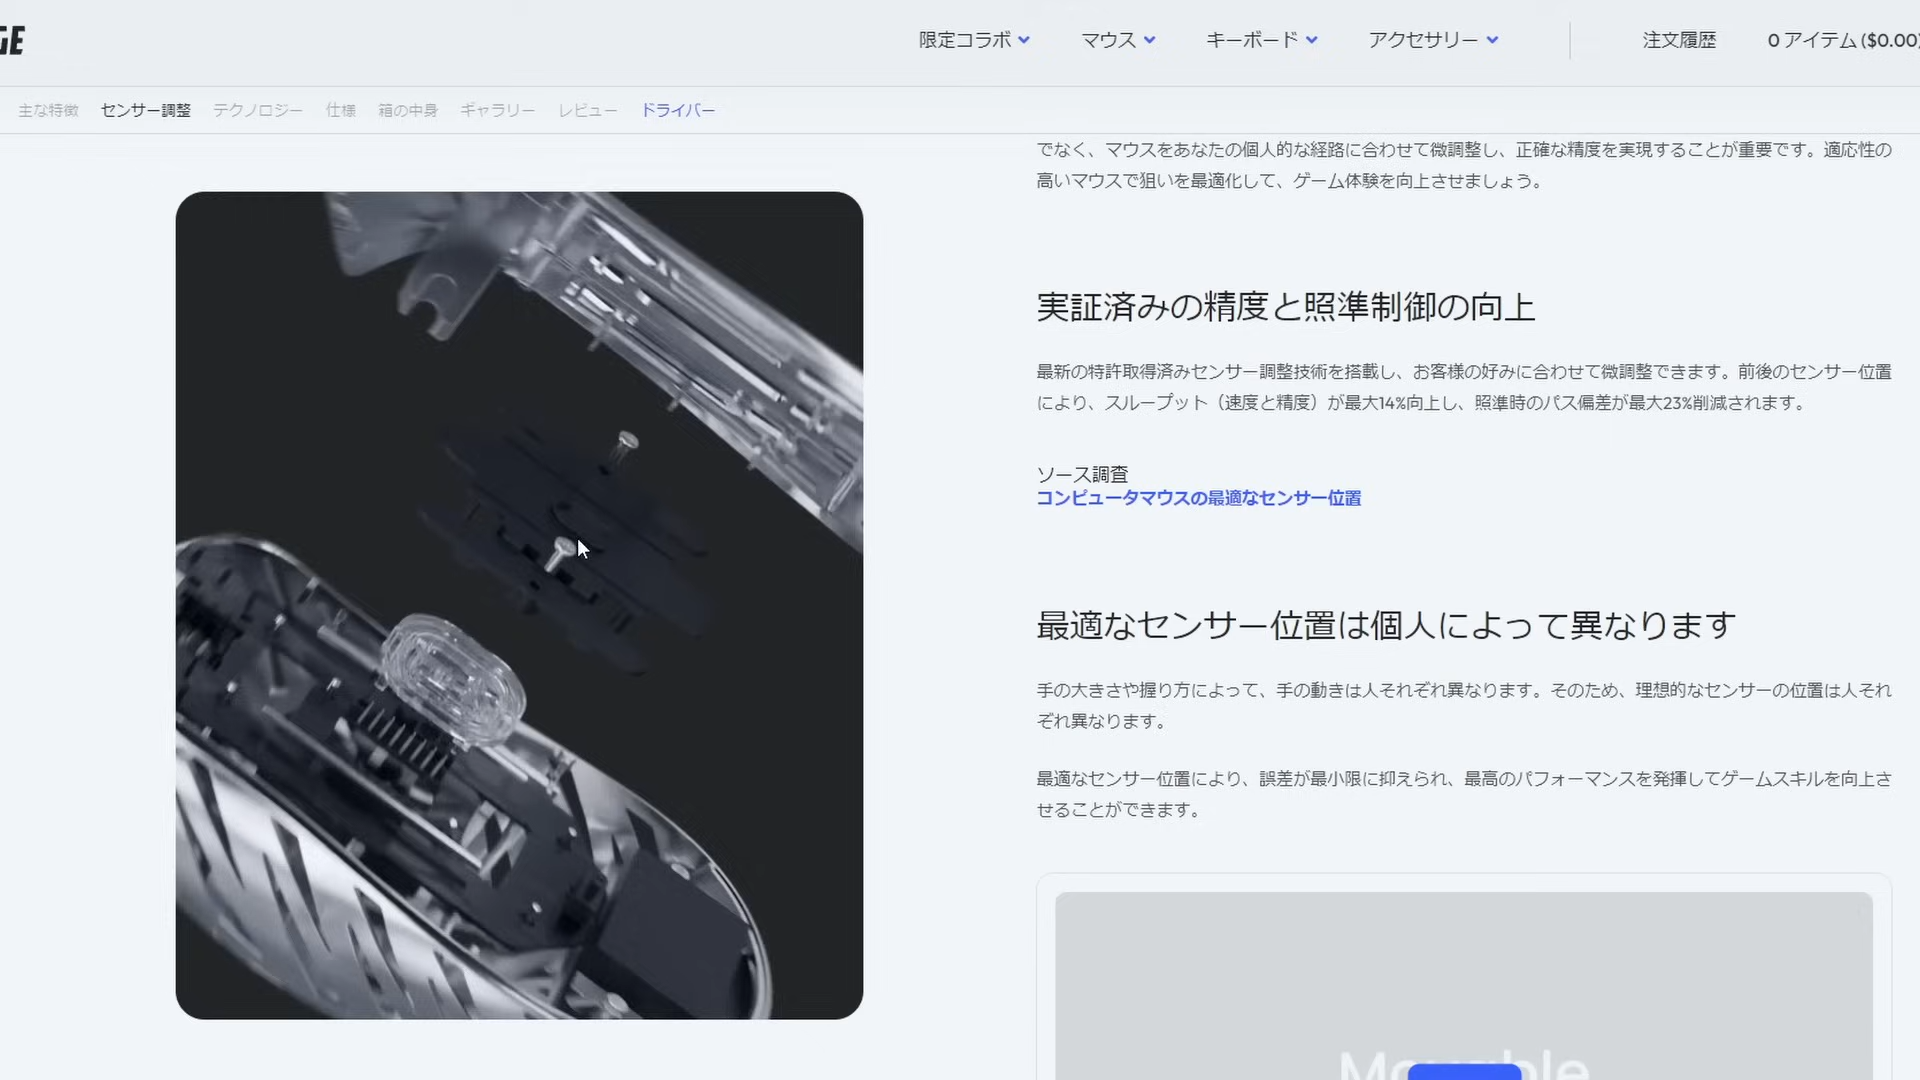 GE
限定コラボ マウス キーボード アクセサリー 注文履歴 0 アイテム ($0.00)
主な特徴 センサー調整 テクノロジー 仕様 箱の中身 ギャラリー レビュー ドライバー
でなく、マウスをあなたの個人的な経路に合わせて微調整し、正確な精度を実現することが重要です。適応性の
高いマウスで狙いを最適化して、ゲーム体験を向上させましょう。
実証済みの精度と照準制御の向上
最新の特許取得済みセンサー調整技術を搭載し、お客様の好みに合わせて微調整できます。前後のセンサー位置
により、スループット（速度と精度）が最大14%向上し、照準時のパス偏差が最大23%削減されます。
ソース調査
コンピュータマウスの最適なセンサー位置
最適なセンサー位置は個人によって異なります
手の大きさや握り方によって、手の動きは人それぞれ異なります。そのため、理想的なセンサーの位置は人それ
ぞれ異なります。
最適なセンサー位置により、誤差が最小限に抑えられ、最高のパフォーマンスを発揮してゲームスキルを向上さ
せることができます。